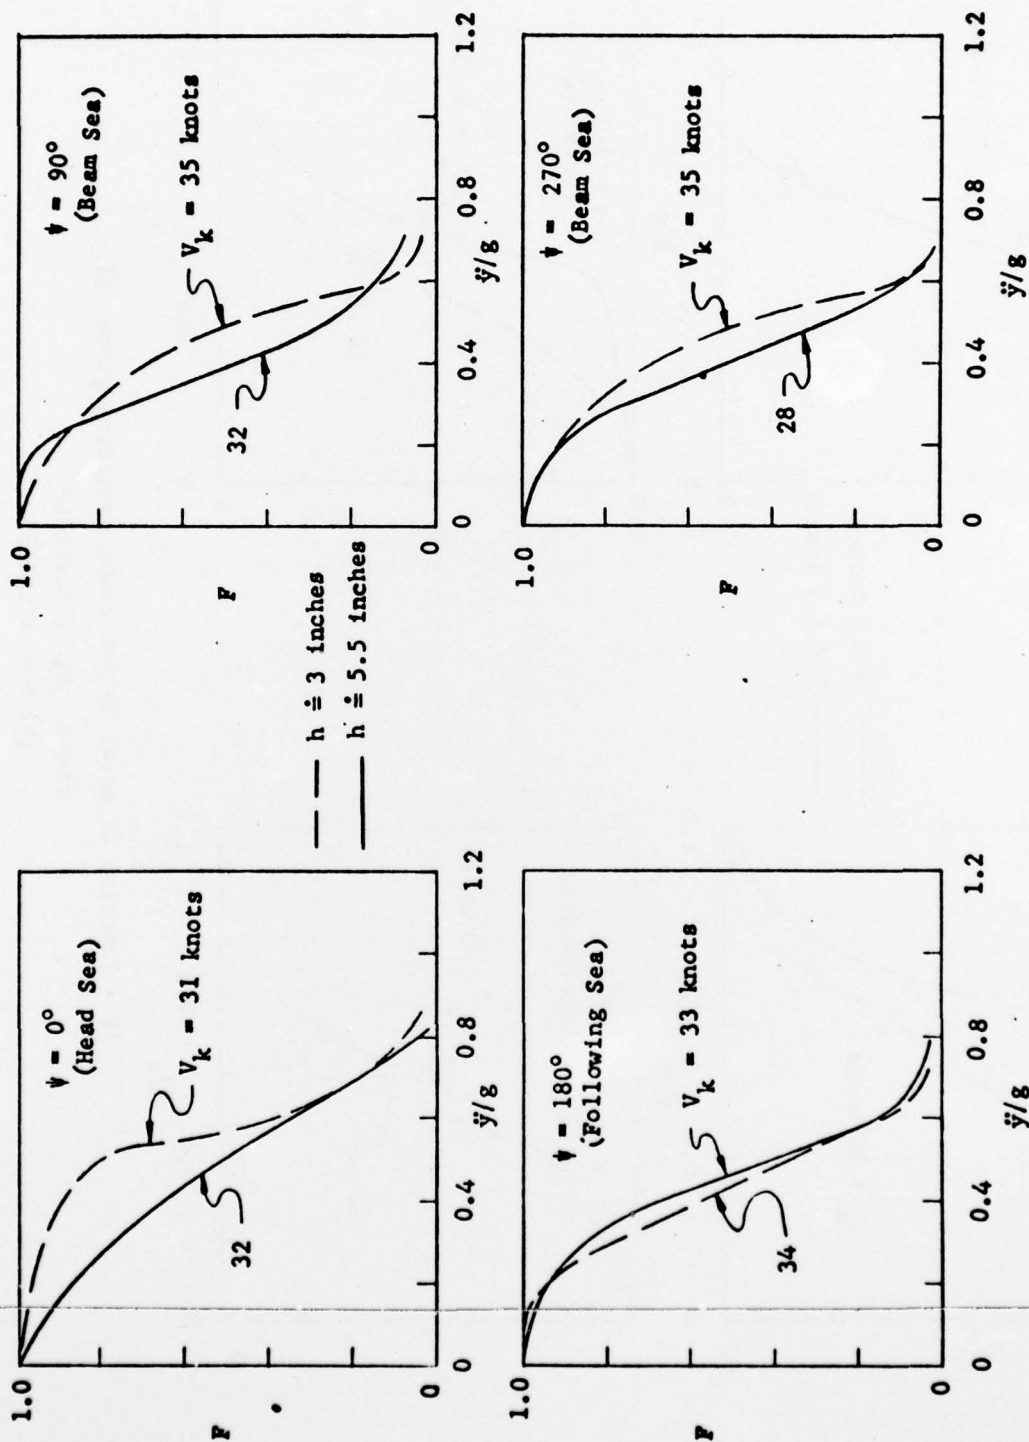 1.0
F
0
0
0.4
0.8
1.2
ÿ/g
ψ = 0°
(Head Sea)
V_k = 31 knots
32
— — h ≐ 3 inches
—— h ≐ 5.5 inches
1.0
F
0
0
0.4
0.8
1.2
ÿ/g
ψ = 90°
(Beam Sea)
V_k = 35 knots
32
1.0
F
0
0
0.4
0.8
1.2
ÿ/g
ψ = 180°
(Following Sea)
V_k = 33 knots
34
1.0
F
0
0
0.4
0.8
1.2
ÿ/g
ψ = 270°
(Beam Sea)
V_k = 35 knots
28